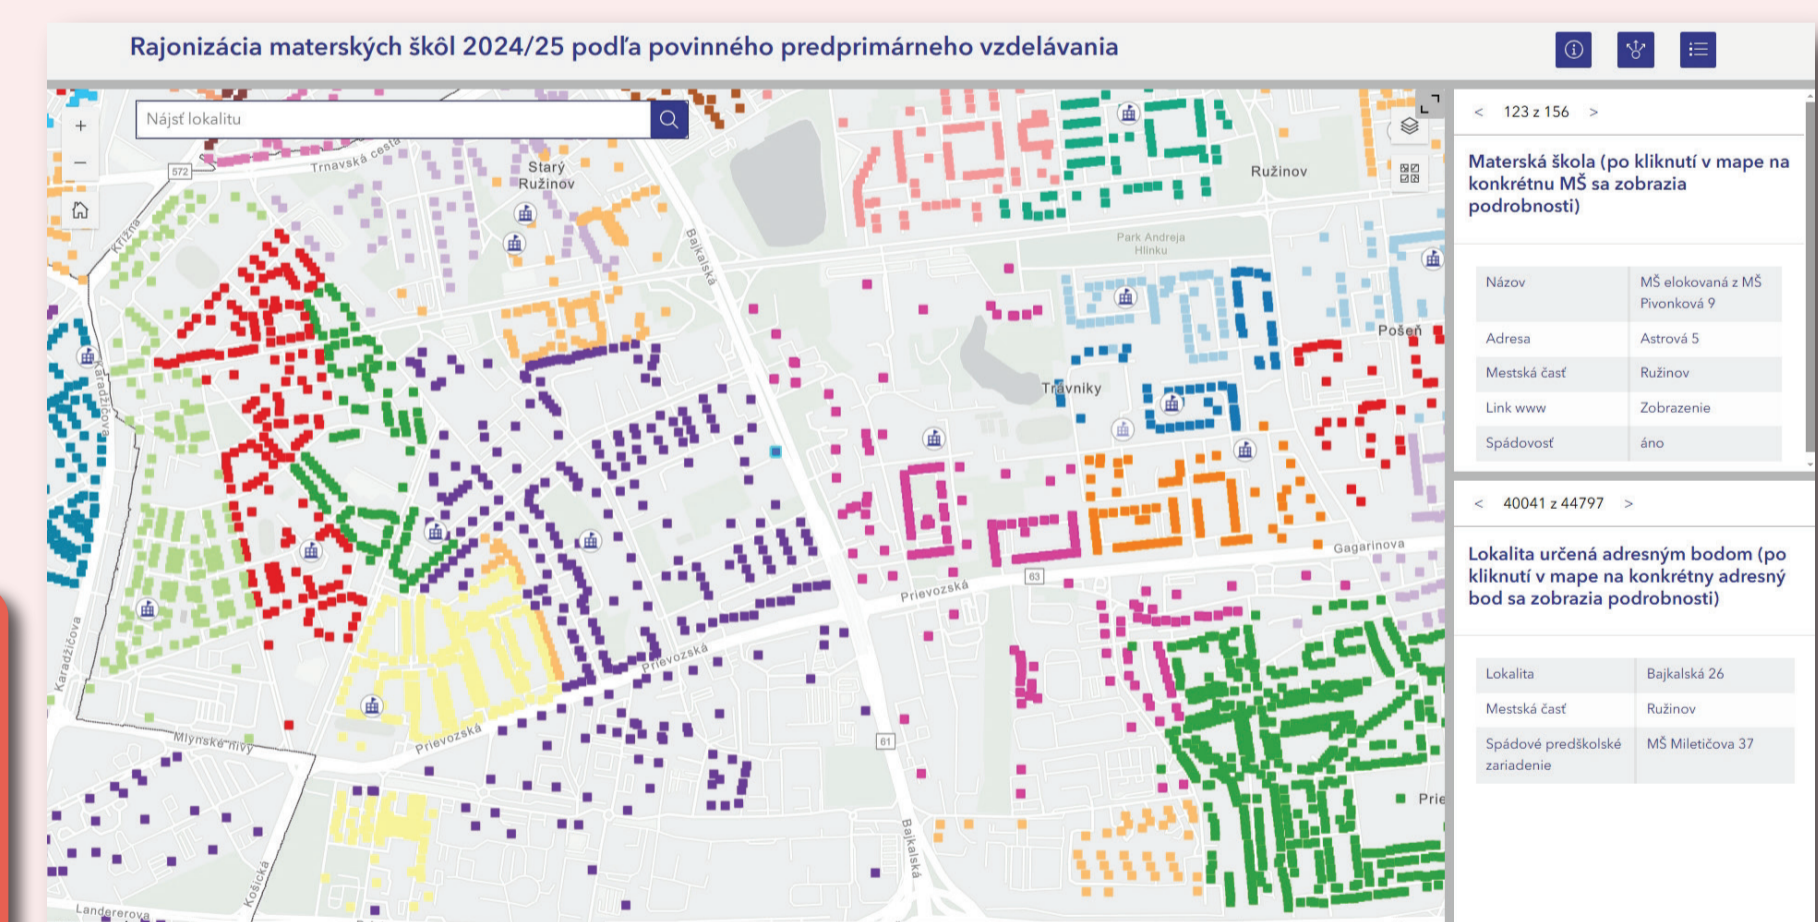 Rajonizácia materských škôl 2024/25 podľa povinného predprimárneho vzdelávania
Nájsť lokalitu
+
−
572
Trnavská cesta
Starý
Ružinov
Ružinov
Križna
Bajkalská
Park Andreja
Hlinku
Pošeň
Karadžičova
Trávniky
Gagarinova
63
Prievozská
Prievozská
Prievozská
Karadžičova
Mlynské nivy
61
Prie
Bajkalská
Košická
Landererova
< 123 z 156 >
Materská škola (po kliknutí v mape na
konkrétnu MŠ sa zobrazia
podrobnosti)
Názov MŠ elokovaná z MŠ
Pivonková 9
Adresa Astrová 5
Mestská časť Ružinov
Link www Zobrazenie
Spádovosť áno
< 40041 z 44797 >
Lokalita určená adresným bodom (po
kliknutí v mape na konkrétny adresný
bod sa zobrazia podrobnosti)
Lokalita Bajkalská 26
Mestská časť Ružinov
Spádové predškolské MŠ Miletičova 37
zariadenie